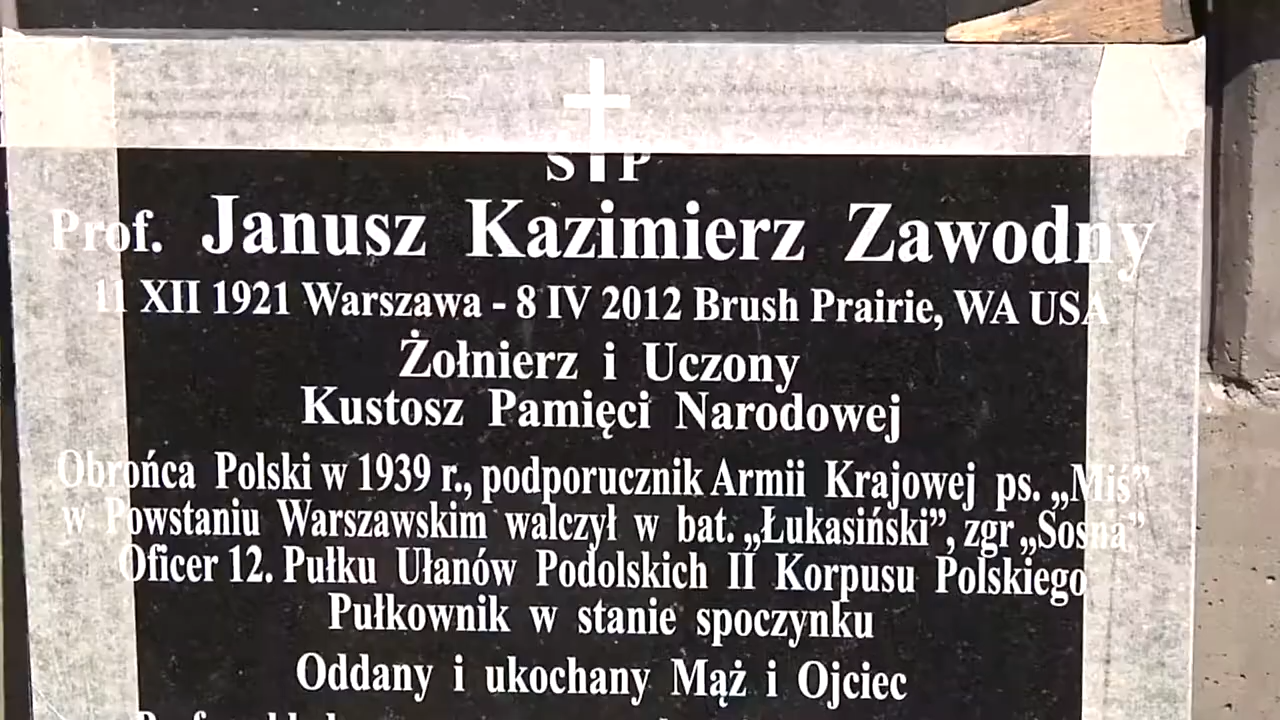 S P
Prof. Janusz Kazimierz Zawodny
11 XII 1921 Warszawa - 8 IV 2012 Brush Prairie, WA USA
Żołnierz i Uczony
Kustosz Pamięci Narodowej
Obrońca Polski w 1939 r., podporucznik Armii Krajowej ps. „Miś”
w Powstaniu Warszawskim walczył w bat. „Łukasiński”, zgr „Sosna”
Oficer 12. Pułku Ułanów Podolskich II Korpusu Polskiego
Pułkownik w stanie spoczynku
Oddany i ukochany Mąż i Ojciec